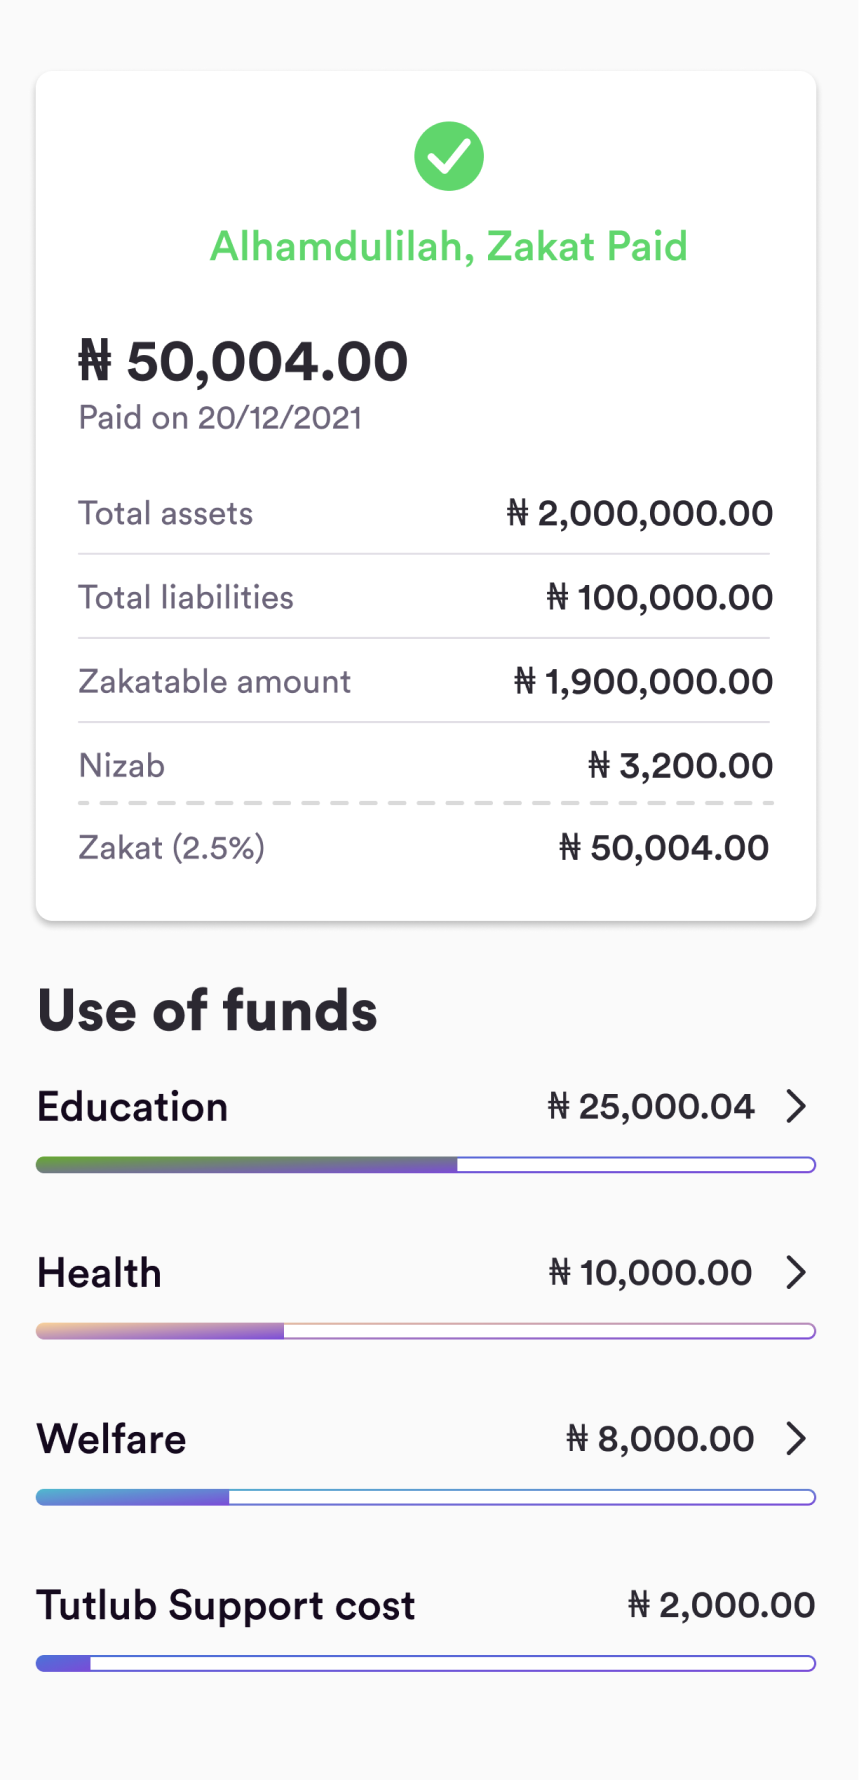 Alhamdulilah, Zakat Paid
₦ 50,004.00
Paid on 20/12/2021
Total assets ₦ 2,000,000.00
Total liabilities ₦ 100,000.00
Zakatable amount ₦ 1,900,000.00
Nizab ₦ 3,200.00
Zakat (2.5%) ₦ 50,004.00
Use of funds
Education ₦ 25,000.04
Health ₦ 10,000.00
Welfare ₦ 8,000.00
Tutlub Support cost ₦ 2,000.00